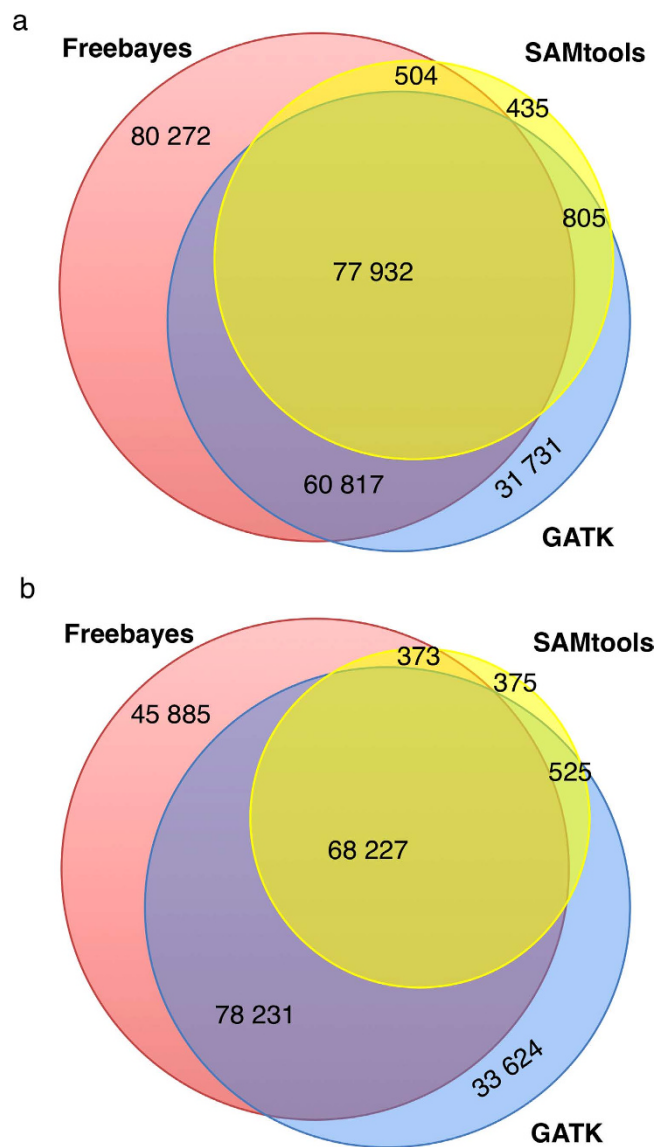 a
Freebayes
SAMtools
504
435
80 272
805
77 932
60 817
31 731
GATK
b
Freebayes
SAMtools
373
375
45 885
525
68 227
78 231
33 624
GATK